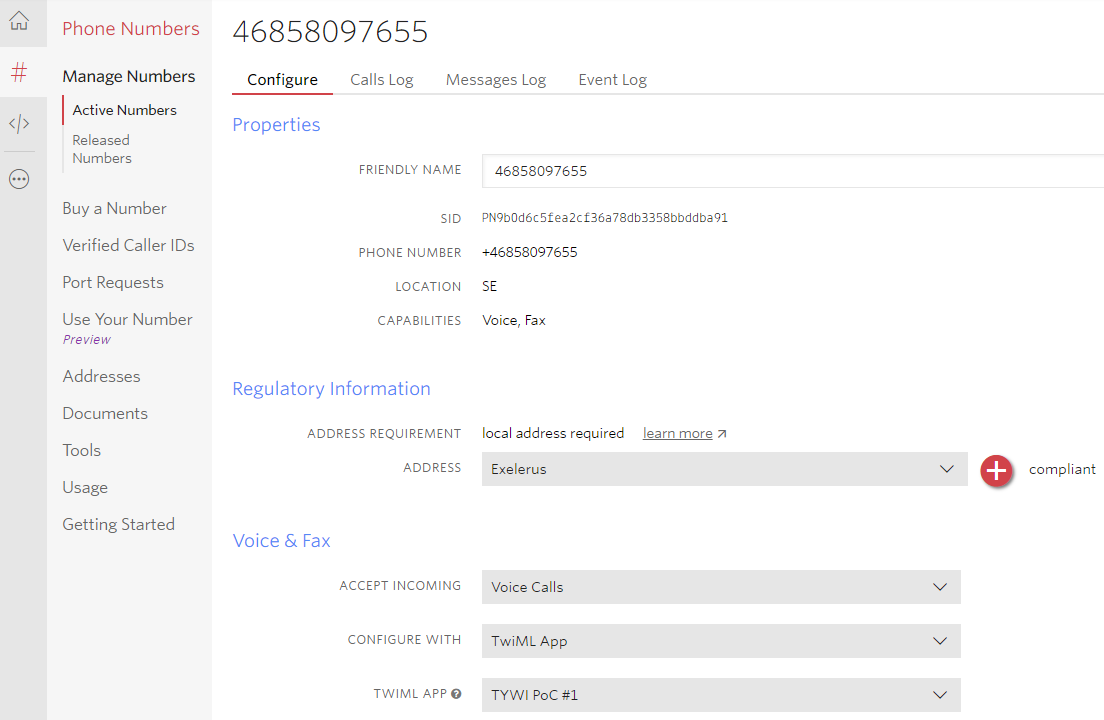 Phone Numbers
Manage Numbers
Active Numbers
Released
Numbers
Buy a Number
Verified Caller IDs
Port Requests
Use Your Number
Preview
Addresses
Documents
Tools
Usage
Getting Started
46858097655
Configure Calls Log Messages Log Event Log
Properties
FRIENDLY NAME 46858097655
SID PN9b0d6c5fea2cf36a78db3358bbddba91
PHONE NUMBER +46858097655
LOCATION SE
CAPABILITIES Voice, Fax
Regulatory Information
ADDRESS REQUIREMENT local address required learn more
ADDRESS Exelerus compliant
Voice & Fax
ACCEPT INCOMING Voice Calls
CONFIGURE WITH TwiML App
TWIML APP TYWI PoC #1